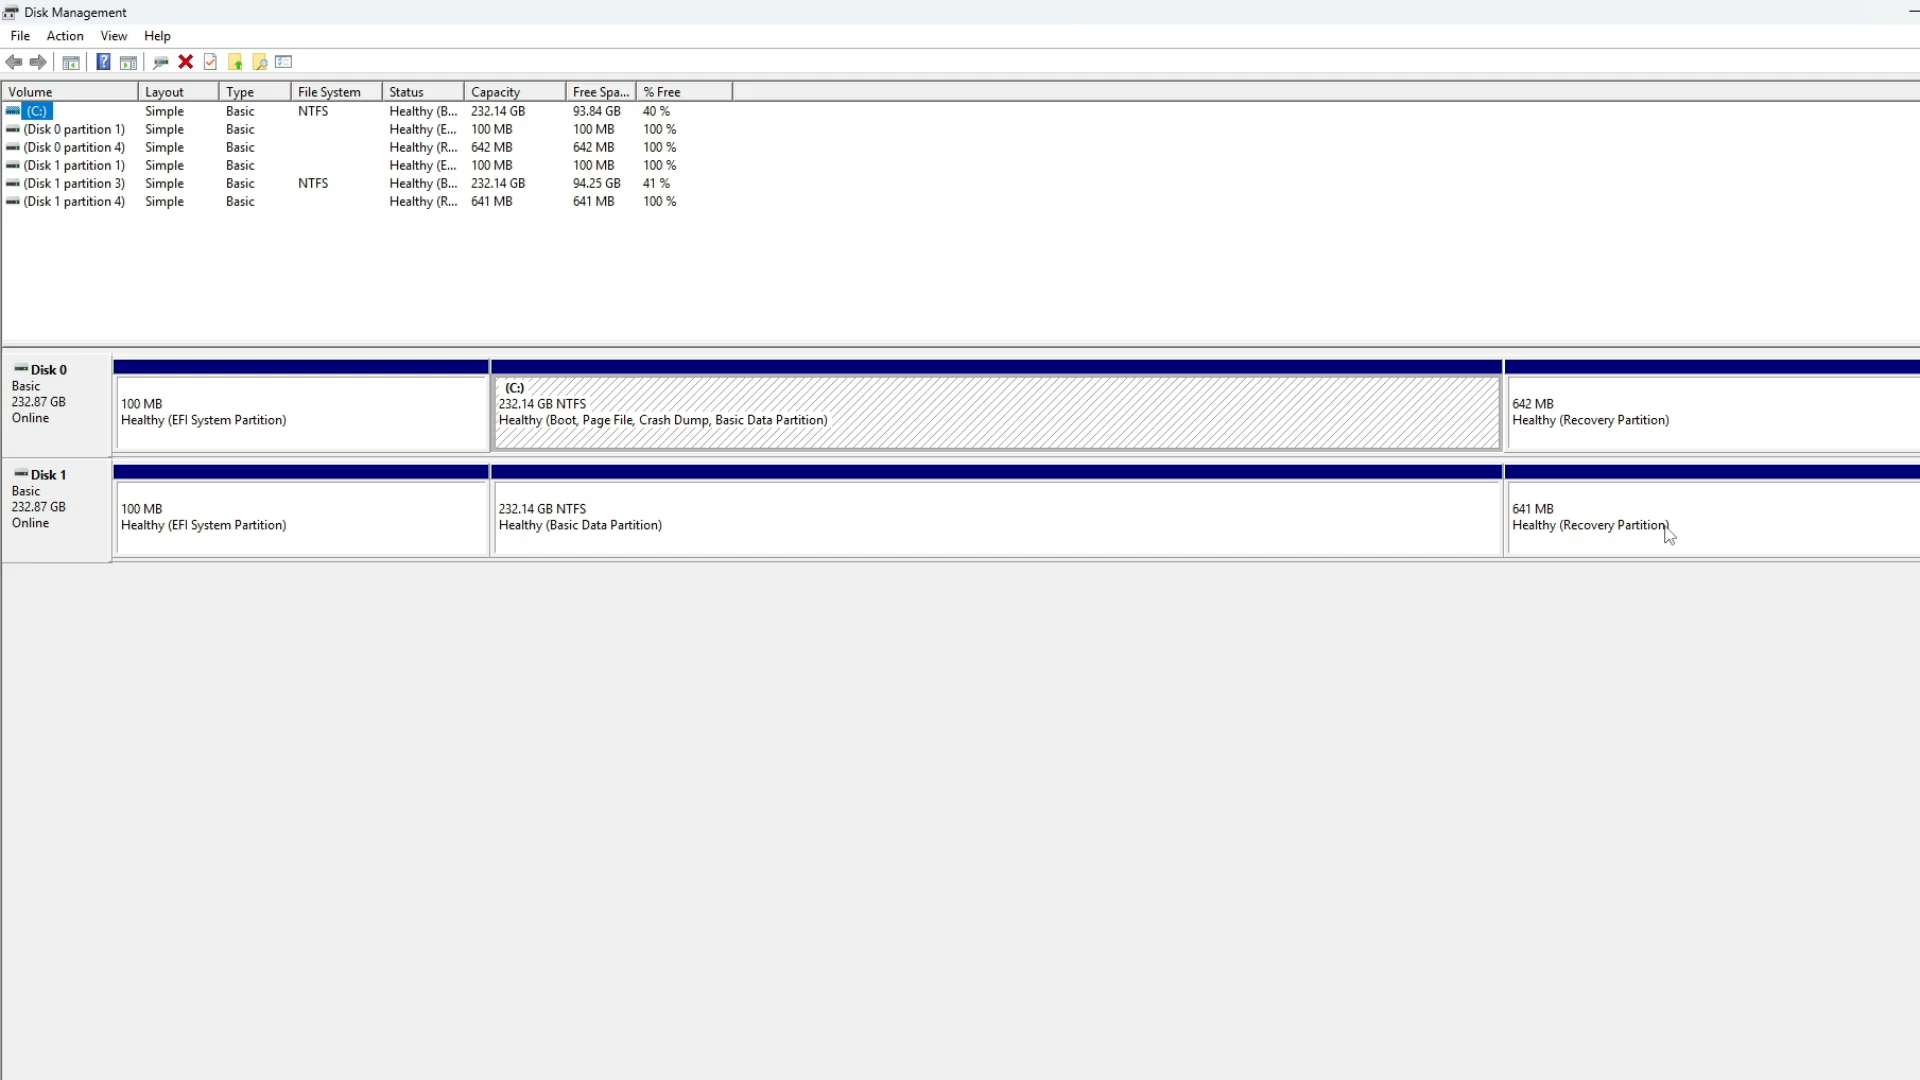 Disk Management
File Action View Help
Volume Layout Type File System Status Capacity Free Spa... % Free
(C:) Simple Basic NTFS Healthy (B... 232.14 GB 93.84 GB 40 %
(Disk 0 partition 1) Simple Basic Healthy (E... 100 MB 100 MB 100 %
(Disk 0 partition 4) Simple Basic Healthy (R... 642 MB 642 MB 100 %
(Disk 1 partition 1) Simple Basic Healthy (E... 100 MB 100 MB 100 %
(Disk 1 partition 3) Simple Basic NTFS Healthy (B... 232.14 GB 94.25 GB 41 %
(Disk 1 partition 4) Simple Basic Healthy (R... 641 MB 641 MB 100 %
Disk 0
Basic
232.87 GB
Online
100 MB
Healthy (EFI System Partition)
(C:)
232.14 GB NTFS
Healthy (Boot, Page File, Crash Dump, Basic Data Partition)
642 MB
Healthy (Recovery Partition)
Disk 1
Basic
232.87 GB
Online
100 MB
Healthy (EFI System Partition)
232.14 GB NTFS
Healthy (Basic Data Partition)
641 MB
Healthy (Recovery Partition)